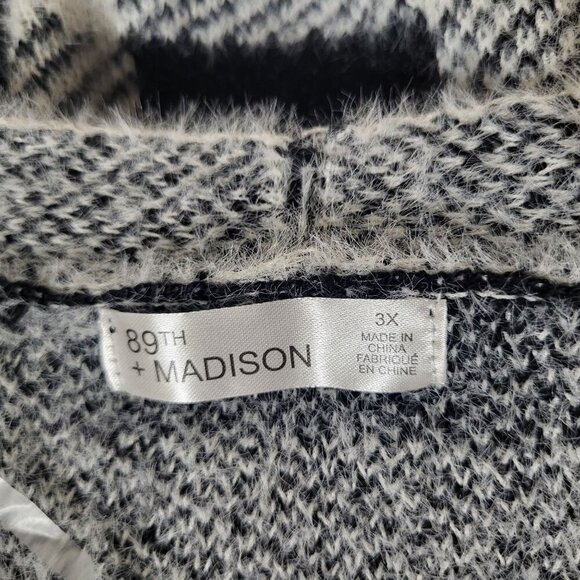 89TH
+ MADISON
3X
MADE IN
CHINA
FABRIQUÉ
EN CHINE